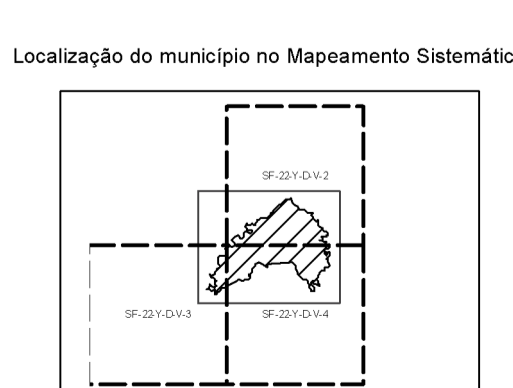 Localização do município no Mapeamento Sistemátic
SF-22-Y-D-V-2
SF-22-Y-D-V-3
SF-22-Y-D-V-4